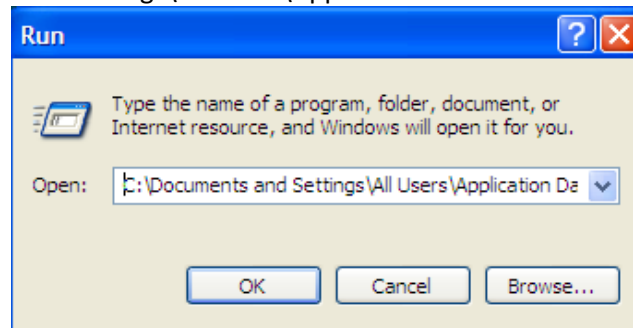 Run
Type the name of a program, folder, document, or
Internet resource, and Windows will open it for you.
Open: C:\Documents and Settings\All Users\Application Da
OK Cancel Browse...